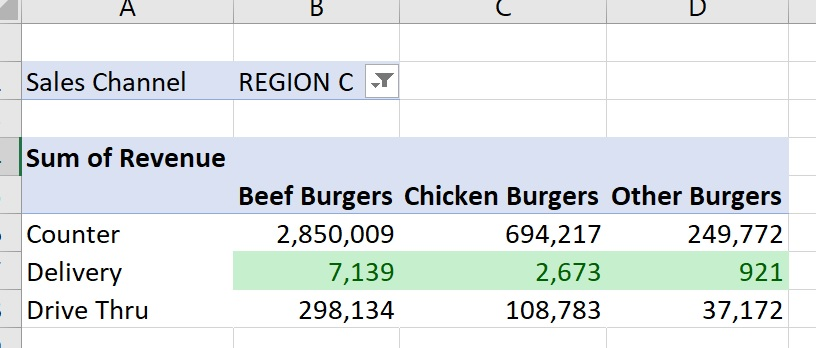 A B C D
Sales Channel REGION C
Sum of Revenue
Beef Burgers Chicken Burgers Other Burgers
Counter 2,850,009 694,217 249,772
Delivery 7,139 2,673 921
Drive Thru 298,134 108,783 37,172